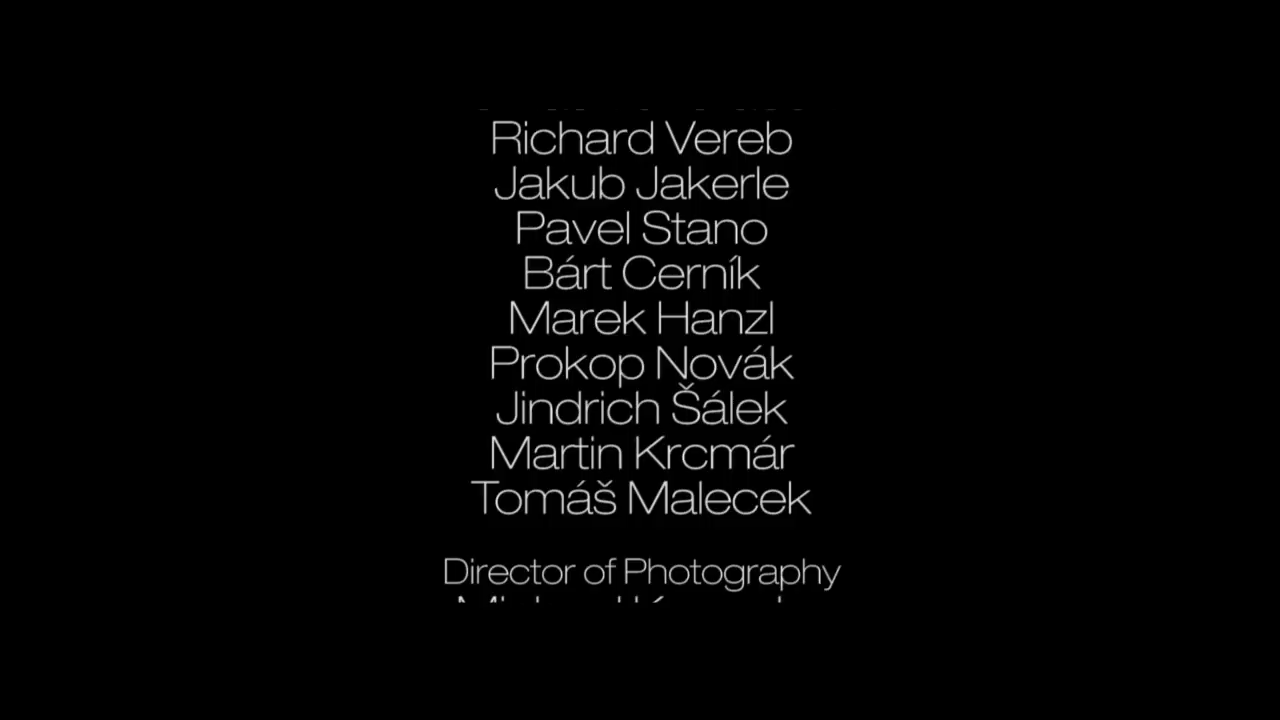 Richard Vereb
Jakub Jakerle
Pavel Stano
Bárt Cerník
Marek Hanzl
Prokop Novák
Jindrich Šálek
Martin Krcmár
Tomáš Malecek
Director of Photography